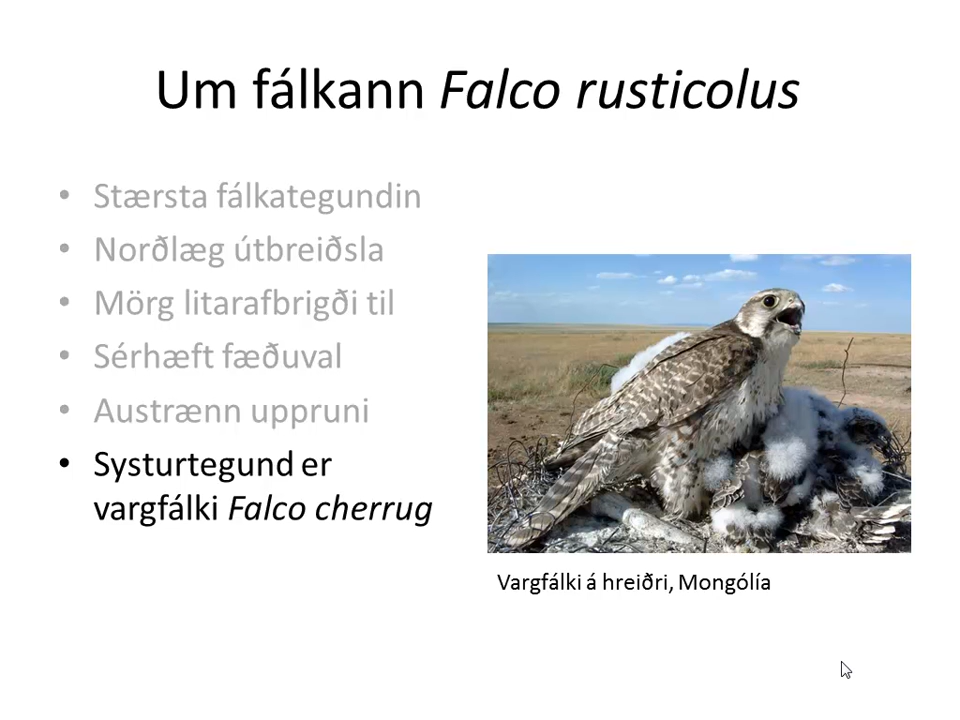 Um fálkann Falco rusticolus
• Stærsta fálkategundin
• Norðlæg útbreiðsla
• Mörg litarafbrigði til
• Sérhæft fæðuval
• Austrænn uppruni
• Systurtegund er
vargfálki Falco cherrug
Vargfálki á hreiðri, Mongólía